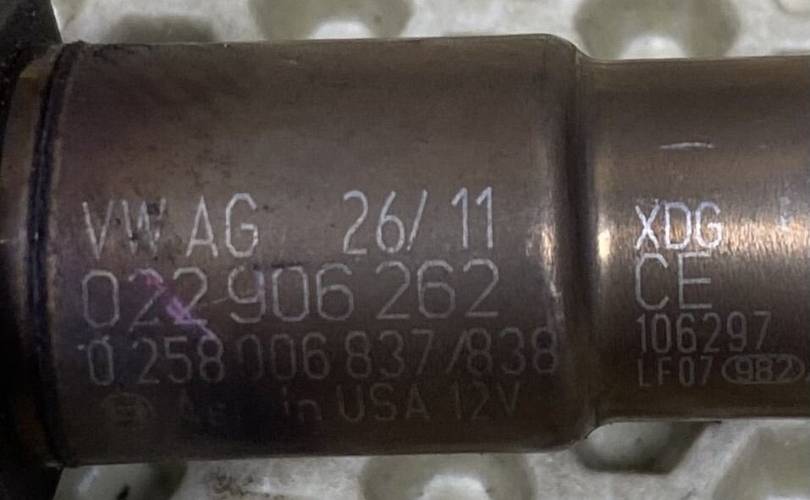 VW AG 26/11
022 906 262
0 258 006 837/838
in USA 12V
XDG
CE
106297
LF07 982